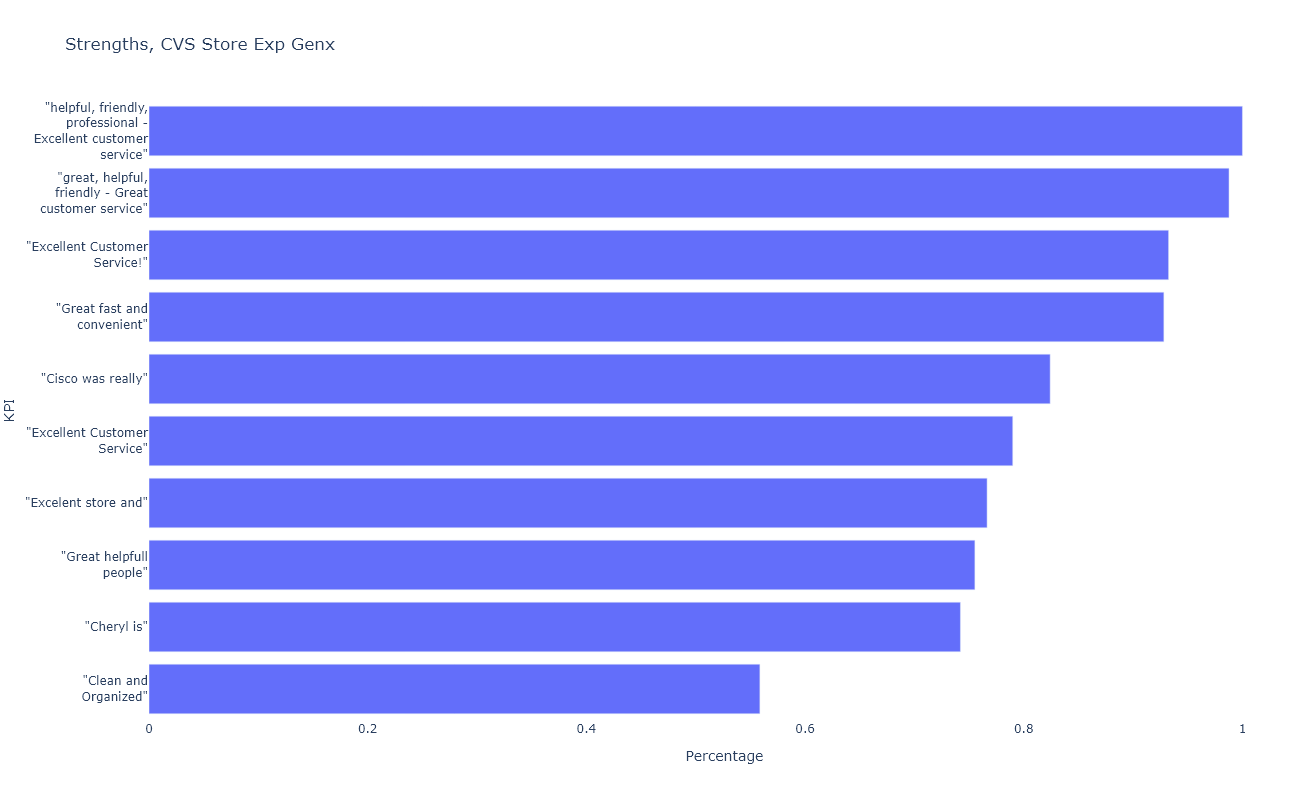 Strengths, CVS Store Exp Genx
"helpful, friendly,
professional -
Excellent customer
service"
"great, helpful,
friendly - Great
customer service"
"Excellent Customer
Service!"
"Great fast and
convenient"
"Cisco was really"
KPI
"Excellent Customer
Service"
"Excelent store and"
"Great helpfull
people"
"Cheryl is"
"Clean and
Organized"
0 0.2 0.4 0.6 0.8 1
Percentage